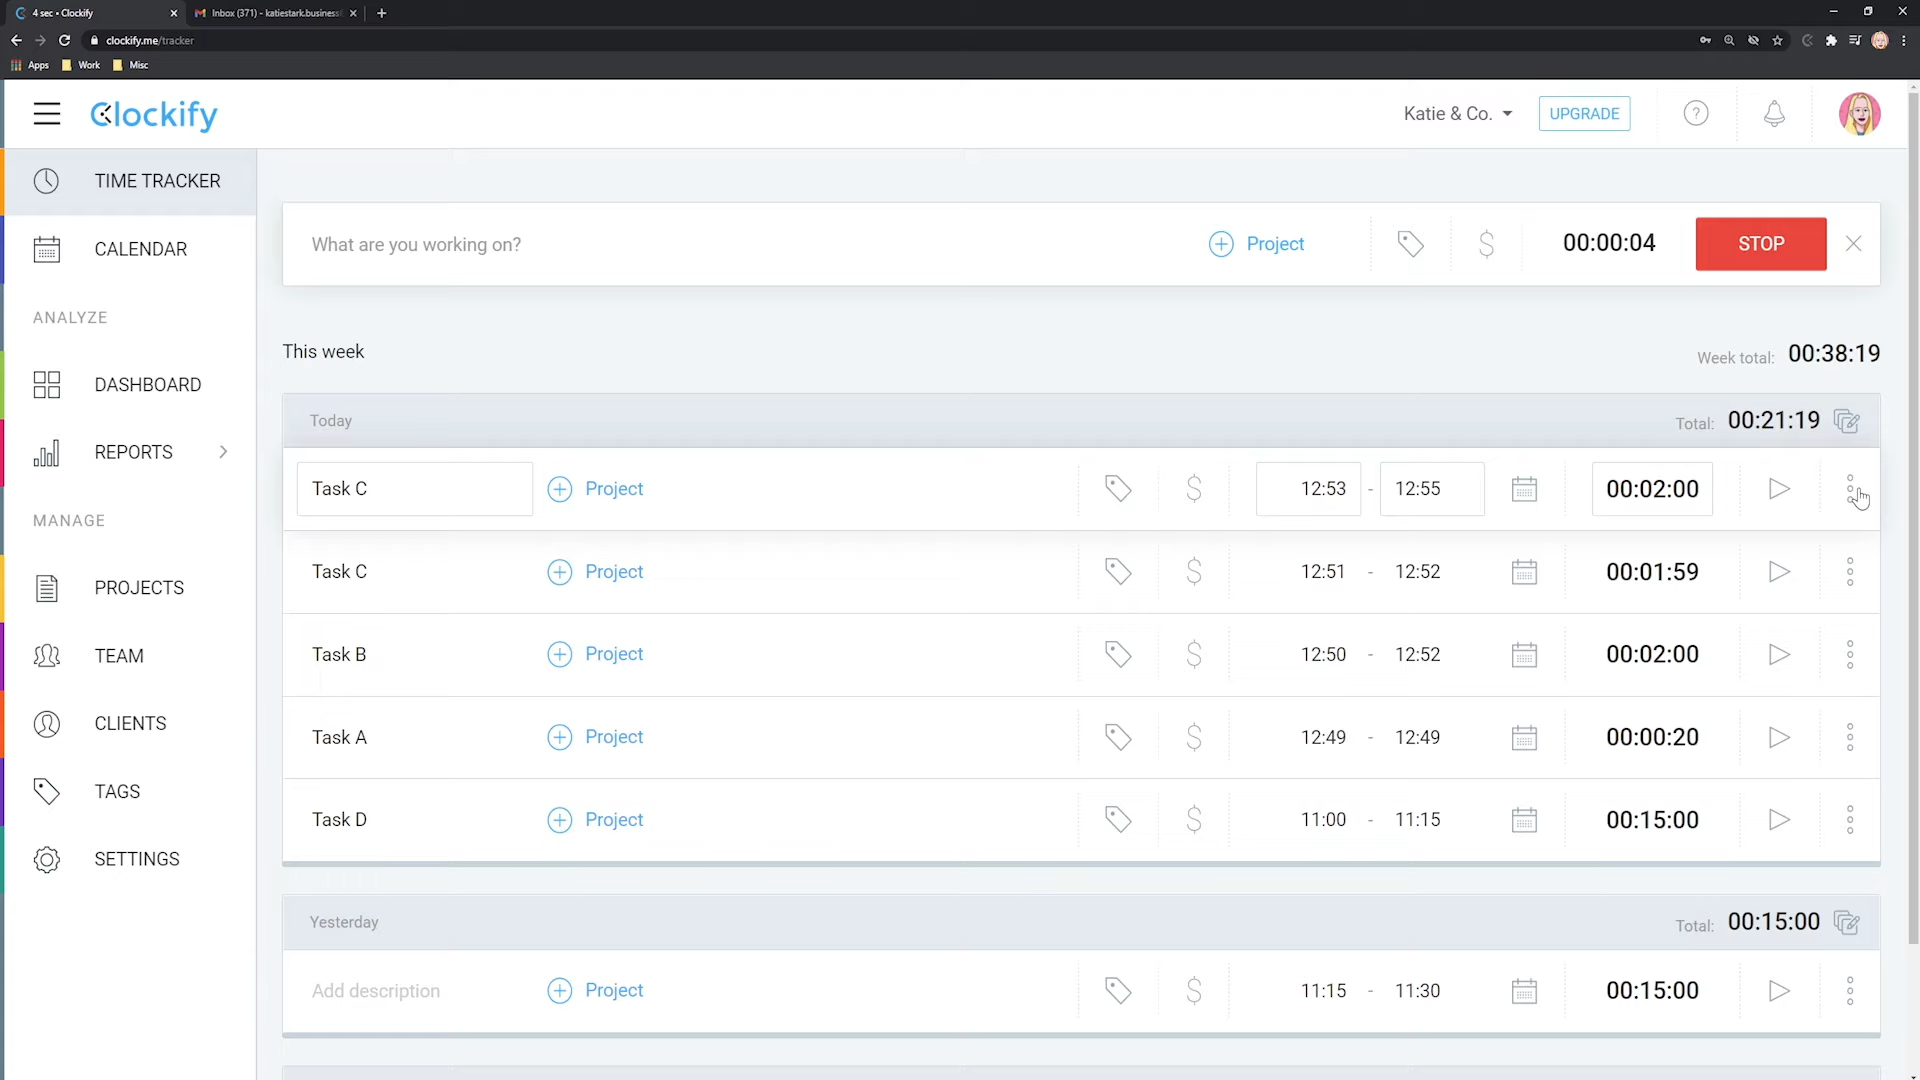 4 sec • Clockify
Inbox (371) - katiestark.business
clockify.me/tracker
Apps
Work
Misc
Clockify
Katie & Co.
UPGRADE
TIME TRACKER
CALENDAR
ANALYZE
DASHBOARD
REPORTS
MANAGE
PROJECTS
TEAM
CLIENTS
TAGS
SETTINGS
What are you working on?
Project
00:00:04
STOP
This week
Week total: 00:38:19
Today
Total: 00:21:19
Task C Project $ 12:53 - 12:55 00:02:00
Task C Project $ 12:51 - 12:52 00:01:59
Task B Project $ 12:50 - 12:52 00:02:00
Task A Project $ 12:49 - 12:49 00:00:20
Task D Project $ 11:00 - 11:15 00:15:00
Yesterday
Total: 00:15:00
Add description Project $ 11:15 - 11:30 00:15:00